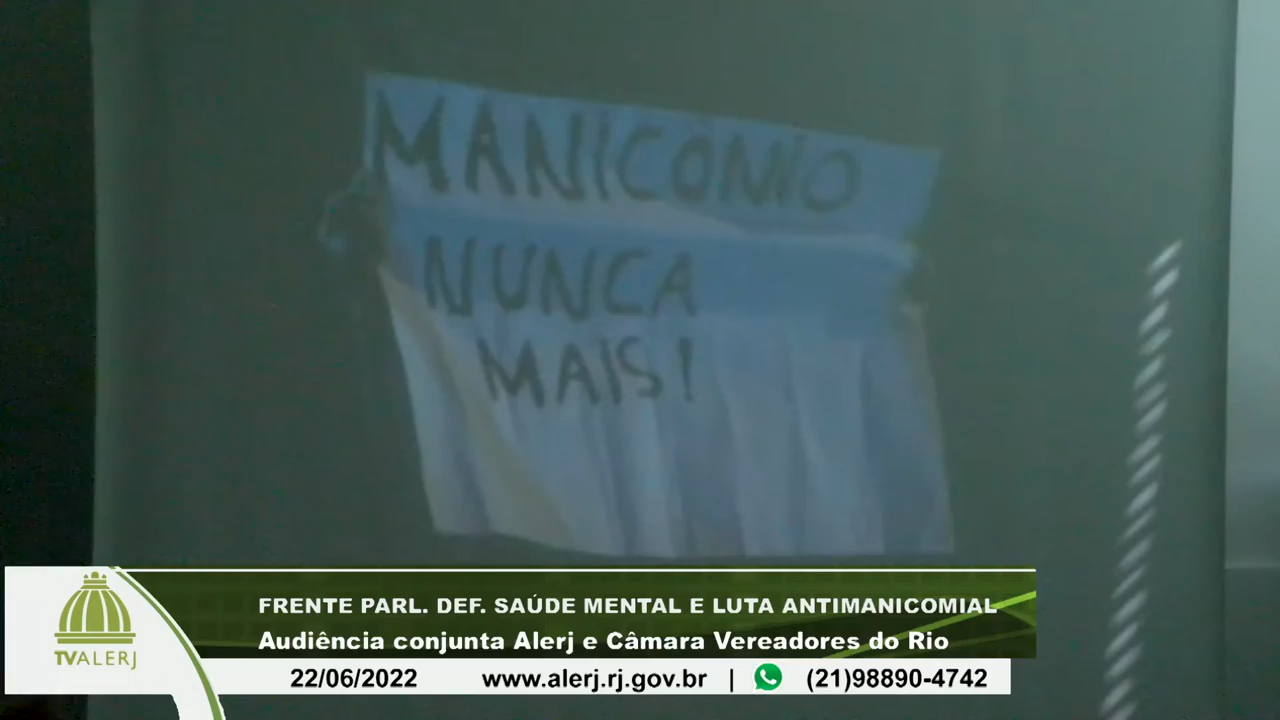 MANICÔMIO
NUNCA
MAIS!
FRENTE PARL. DEF. SAÚDE MENTAL E LUTA ANTIMANICOMIAL
Audiência conjunta Alerj e Câmara Vereadores do Rio
TVALERJ
22/06/2022 www.alerj.rj.gov.br | (21)98890-4742